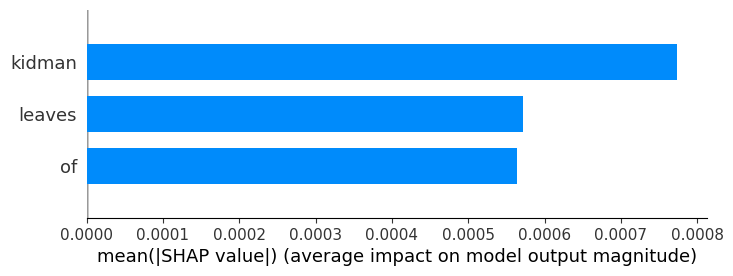 kidman
leaves
of
0.0000 0.0001 0.0002 0.0003 0.0004 0.0005 0.0006 0.0007 0.0008
mean(|SHAP value|) (average impact on model output magnitude)